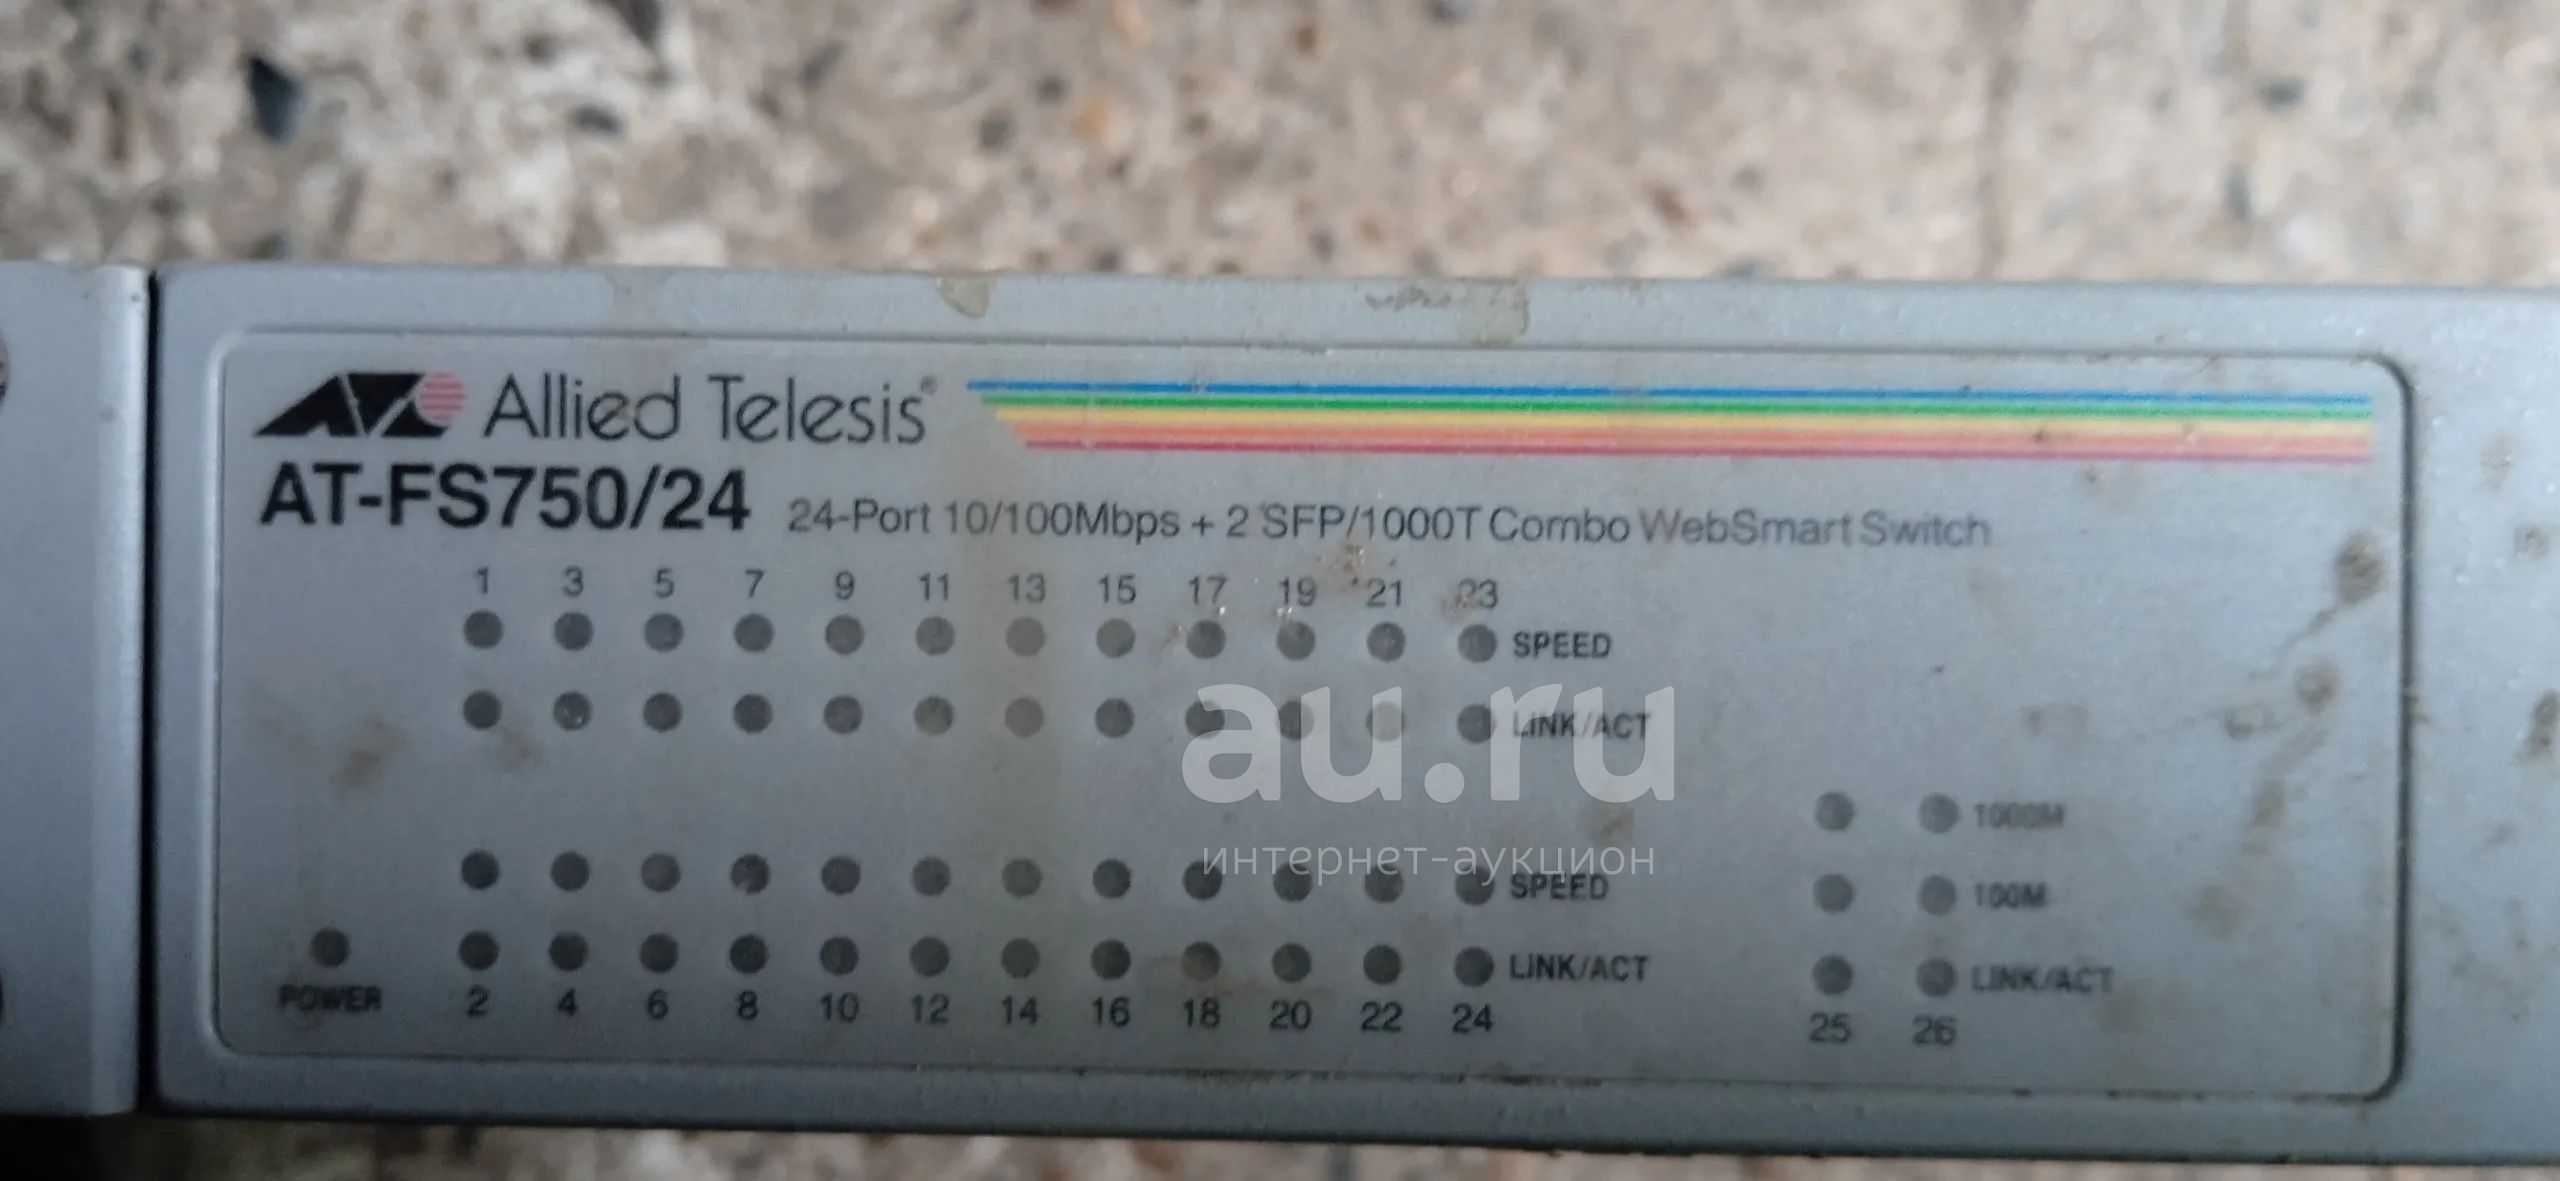 Allied Telesis®
AT-FS750/24 24-Port 10/100Mbps + 2 SFP/1000T Combo WebSmart Switch
1 3 5 7 9 11 13 15 17 19 21 23
SPEED
LINK/ACT
au.ru
интернет-аукцион
1000M
SPEED
100M
POWER
LINK/ACT
LINK/ACT
2 4 6 8 10 12 14 16 18 20 22 24
25 26